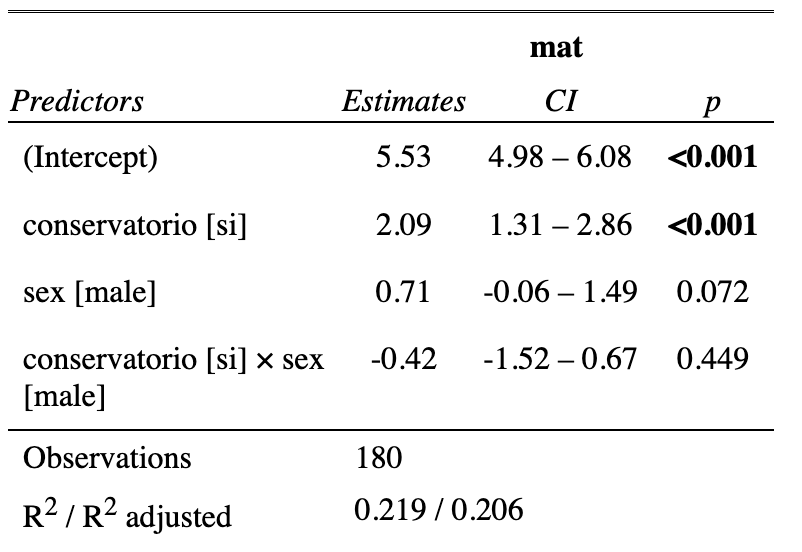 mat
Predictors Estimates CI p
(Intercept) 5.53 4.98 – 6.08 <0.001
conservatorio [si] 2.09 1.31 – 2.86 <0.001
sex [male] 0.71 -0.06 – 1.49 0.072
conservatorio [si] × sex -0.42 -1.52 – 0.67 0.449
[male]
Observations 180
R² / R² adjusted 0.219 / 0.206